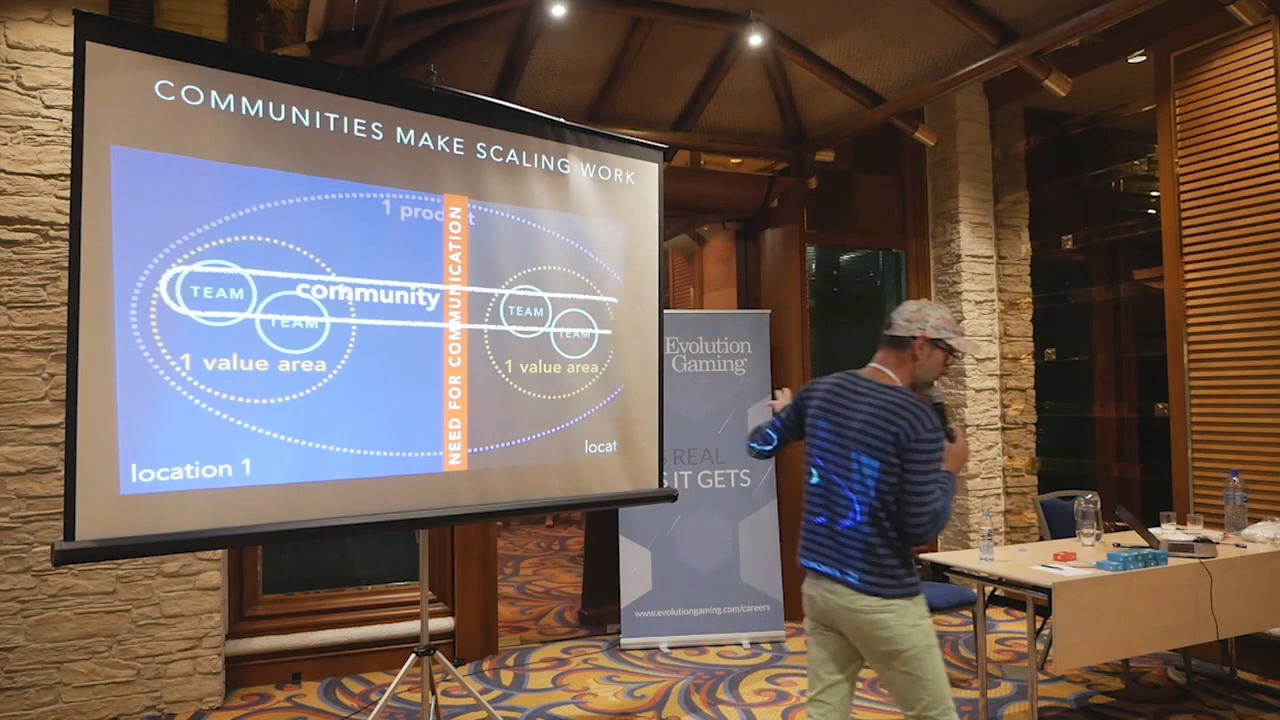 COMMUNITIES MAKE SCALING WORK
1 product
NEED FOR COMMUNICATION
community
TEAM
TEAM
1 value area
TEAM
TEAM
1 value area
location 1
locat
Evolution
Gaming
REAL
IT GETS
www.evolutiongaming.com/careers